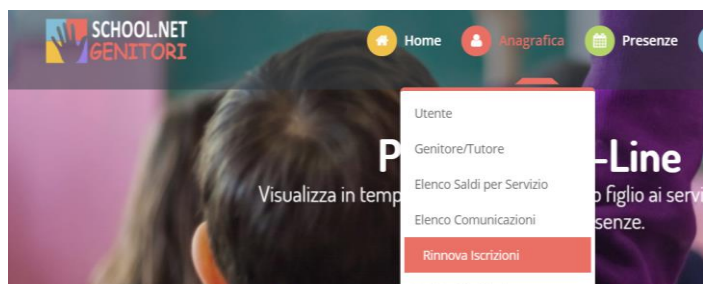 SCHOOL.NET
GENITORI
Home
Anagrafica
Presenze
Utente
Genitore/Tutore
Elenco Saldi per Servizio
Elenco Comunicazioni
Rinnova Iscrizioni
P -Line
Visualizza in temp o figlio ai servi
senze.